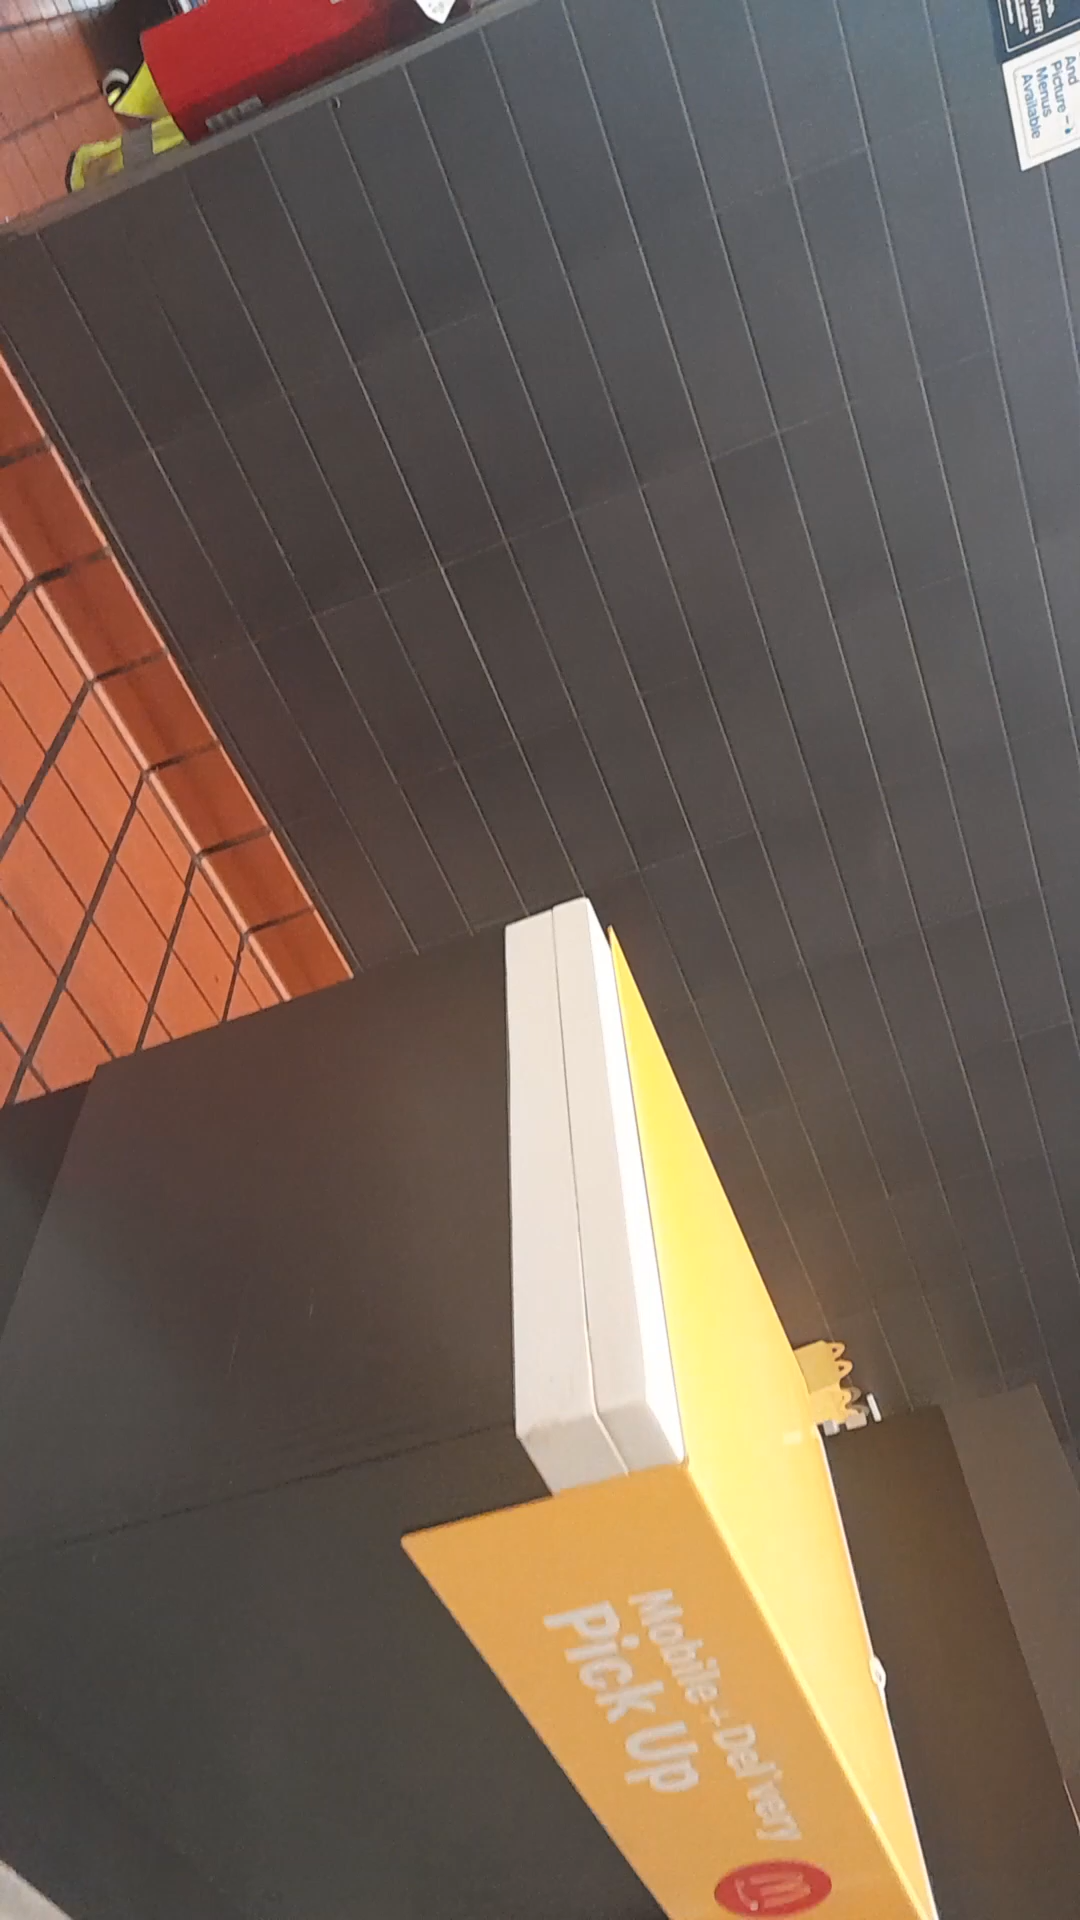 And
Picture
Menus
Available
Mobile + Delivery
Pick Up